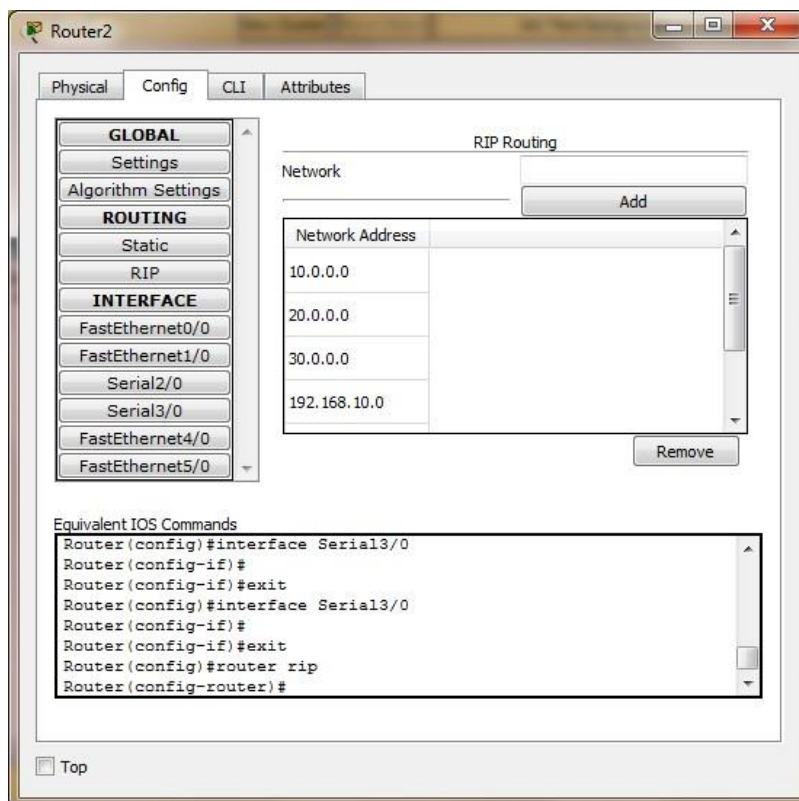 Router2
Physical
Config
CLI
Attributes
GLOBAL
Settings
Algorithm Settings
ROUTING
Static
RIP
INTERFACE
FastEthernet0/0
FastEthernet1/0
Serial2/0
Serial3/0
FastEthernet4/0
FastEthernet5/0
RIP Routing
Network
Add
Network Address
10.0.0.0
20.0.0.0
30.0.0.0
192.168.10.0
Remove
Equivalent IOS Commands
Router(config)#interface Serial3/0
Router(config-if)#
Router(config-if)#exit
Router(config)#interface Serial3/0
Router(config-if)#
Router(config-if)#exit
Router(config)#router rip
Router(config-router)#
Top